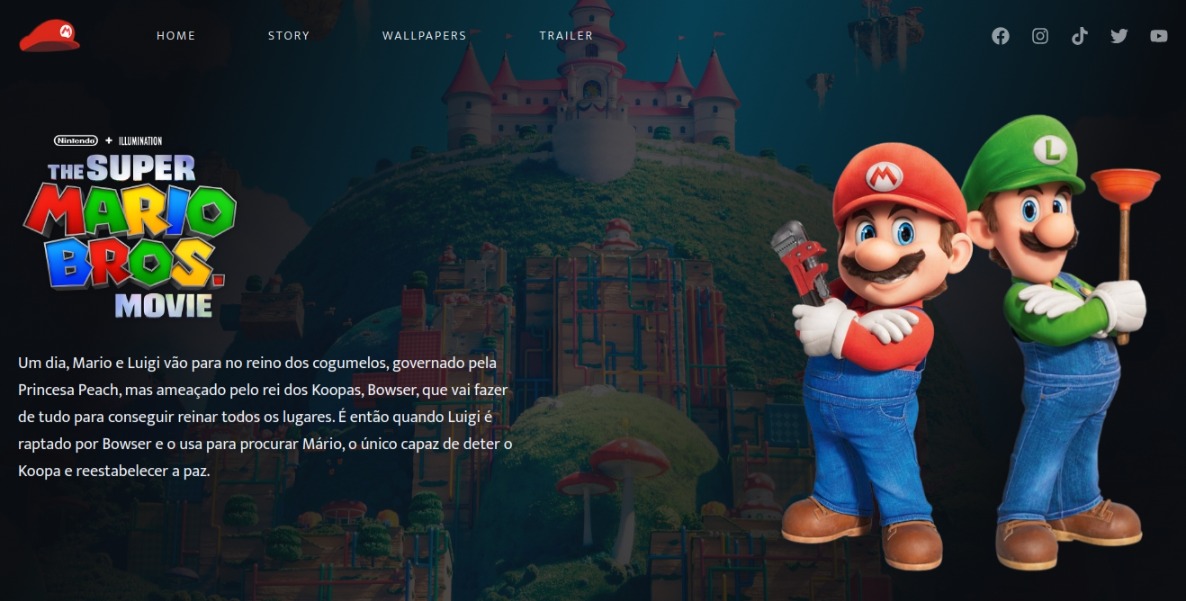 HOME
STORY
WALLPAPERS
TRAILER
Nintendo + ILLUMINATION
THE SUPER
MARIO
BROS.
MOVIE
Um dia, Mario e Luigi vão para no reino dos cogumelos, governado pela
Princesa Peach, mas ameaçado pelo rei dos Koopas, Bowser, que vai fazer
de tudo para conseguir reinar todos os lugares. É então quando Luigi é
raptado por Bowser e o usa para procurar Mário, o único capaz de deter o
Koopa e reestabelecer a paz.
M
L
M